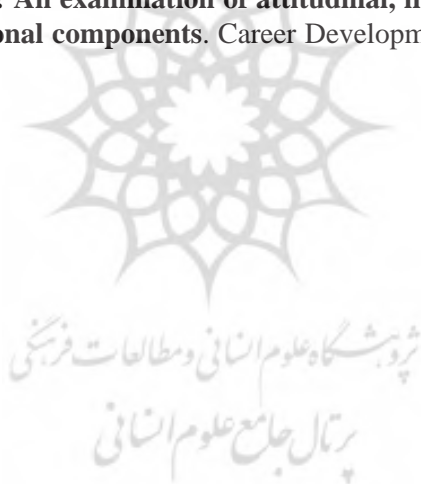 An examination of attitudinal,
onal components. Career Developm
پژوهشگاه علوم انسانی و مطالعات فرهنگی
پرتال جامع علوم انسانی